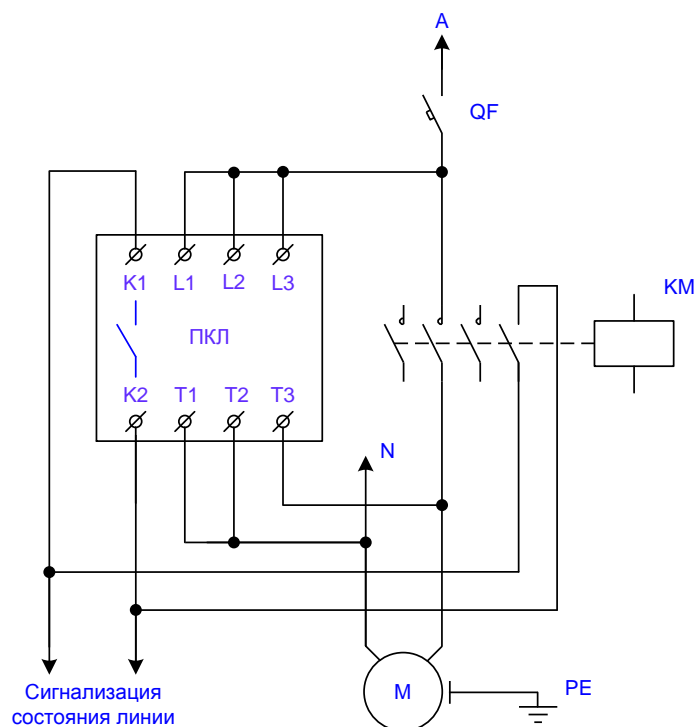 A
QF
K1 L1 L2 L3
ПКЛ
K2 T1 T2 T3
KM
N
M
PE
Сигнализация
состояния линии